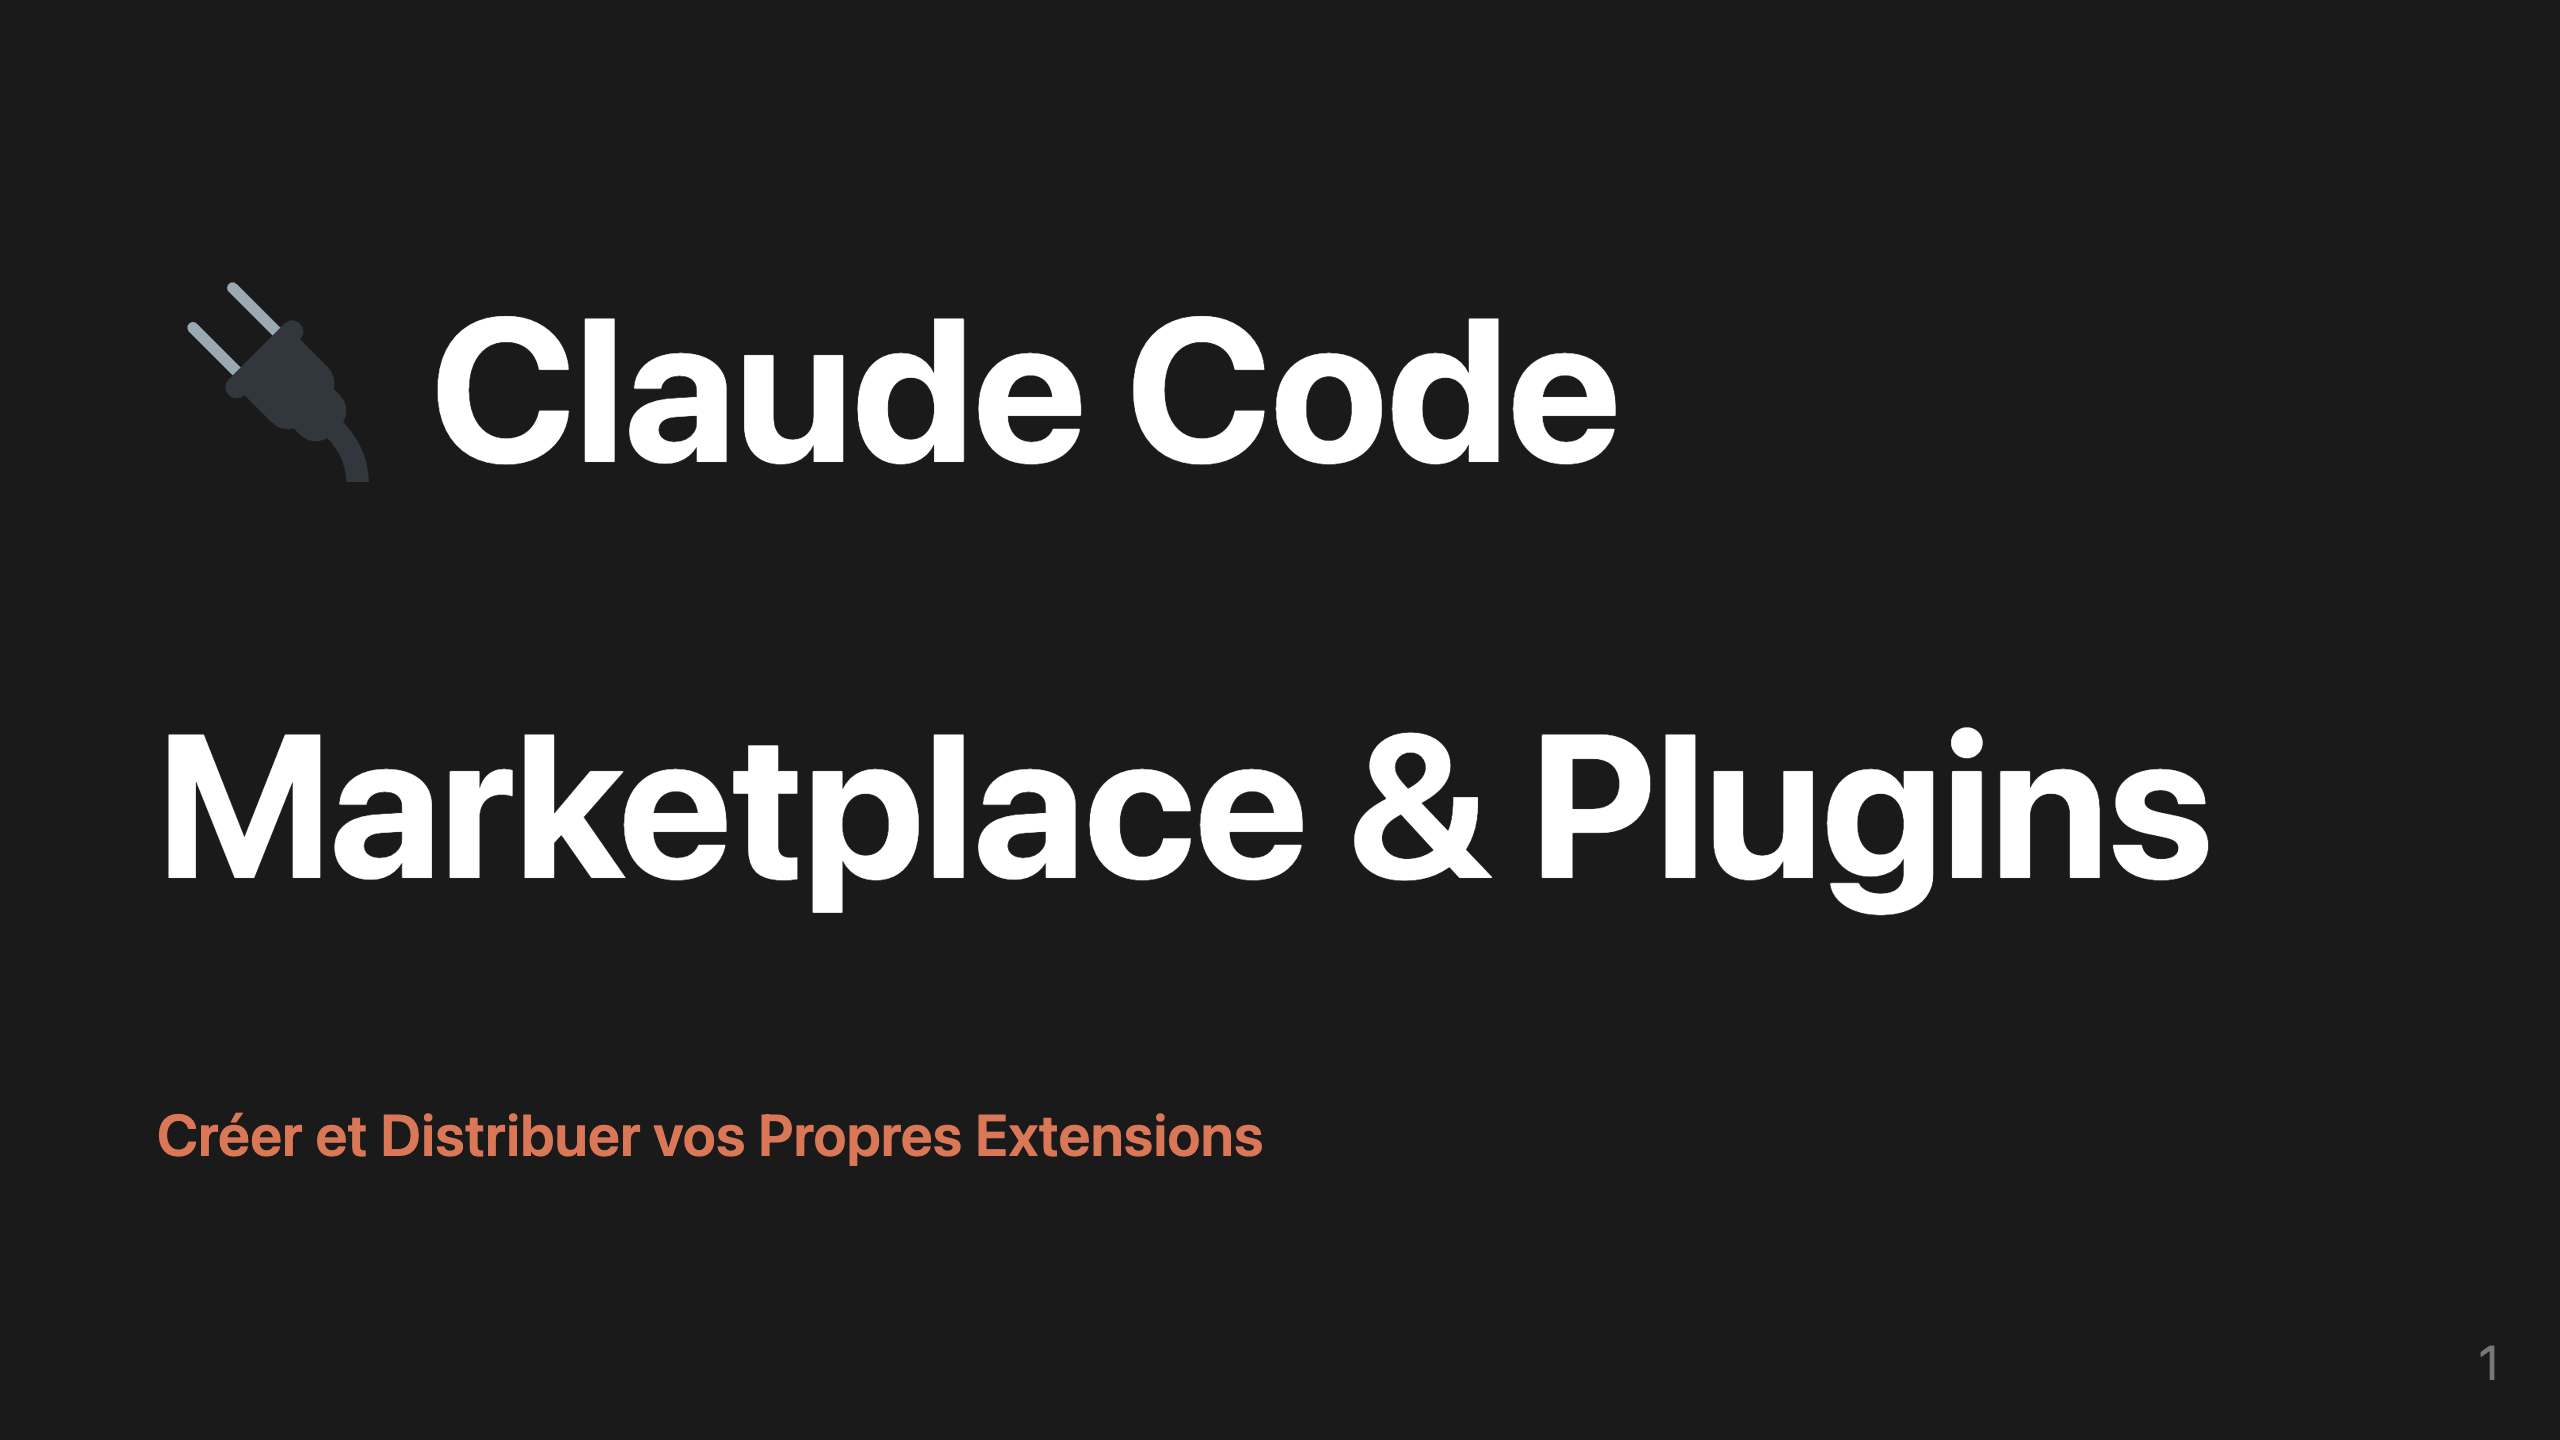 Claude Code
Marketplace & Plugins
Créer et Distribuer vos Propres Extensions
1